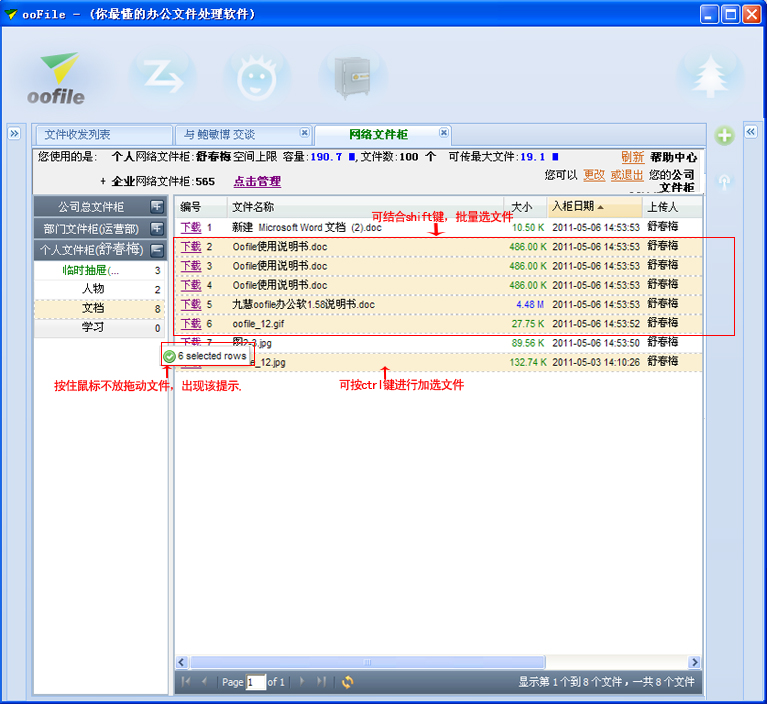 ooFile - (你最懂的办公文件处理软件)
oofile
文件收发列表
与 鲍敏博 交谈
网络文件柜
您使用的是: 个人网络文件柜:舒春梅空间上限 容量:190.7 M,文件数:100 个 可传最大文件:19.1 M
刷新 帮助中心
+ 企业网络文件柜:565 点击管理
您可以 更改 或退出 您的公司
文件柜
公司总文件柜
部门文件柜(运营部)
个人文件柜(舒春梅)
临时抽屉(... 3
人物 2
文档 8
学习 0
编号 文件名称 大小 入柜日期 上传人
可结合shift键，批量选文件
下载 1 新建 Microsoft Word 文档 (2).doc 10.50 K 2011-05-06 14:53:53 舒春梅
下载 2 Oofile使用说明书.doc 486.00 K 2011-05-06 14:53:53 舒春梅
下载 3 Oofile使用说明书.doc 486.00 K 2011-05-06 14:53:53 舒春梅
下载 4 Oofile使用说明书.doc 486.00 K 2011-05-06 14:53:53 舒春梅
下载 5 九慧oofile办公软1.58说明书.doc 4.48 M 2011-05-06 14:53:53 舒春梅
下载 6 oofile_12.gif 27.75 K 2011-05-06 14:53:52 舒春梅
下载 7 图2-3.jpg 89.56 K 2011-05-06 14:53:50 舒春梅
6 selected rows
_12.jpg 132.74 K 2011-05-03 14:10:26 舒春梅
按住鼠标不放拖动文件，出现该提示.
可按ctrl键进行加选文件
Page 1 of 1
显示第 1 个到 8 个文件，一共 8 个文件